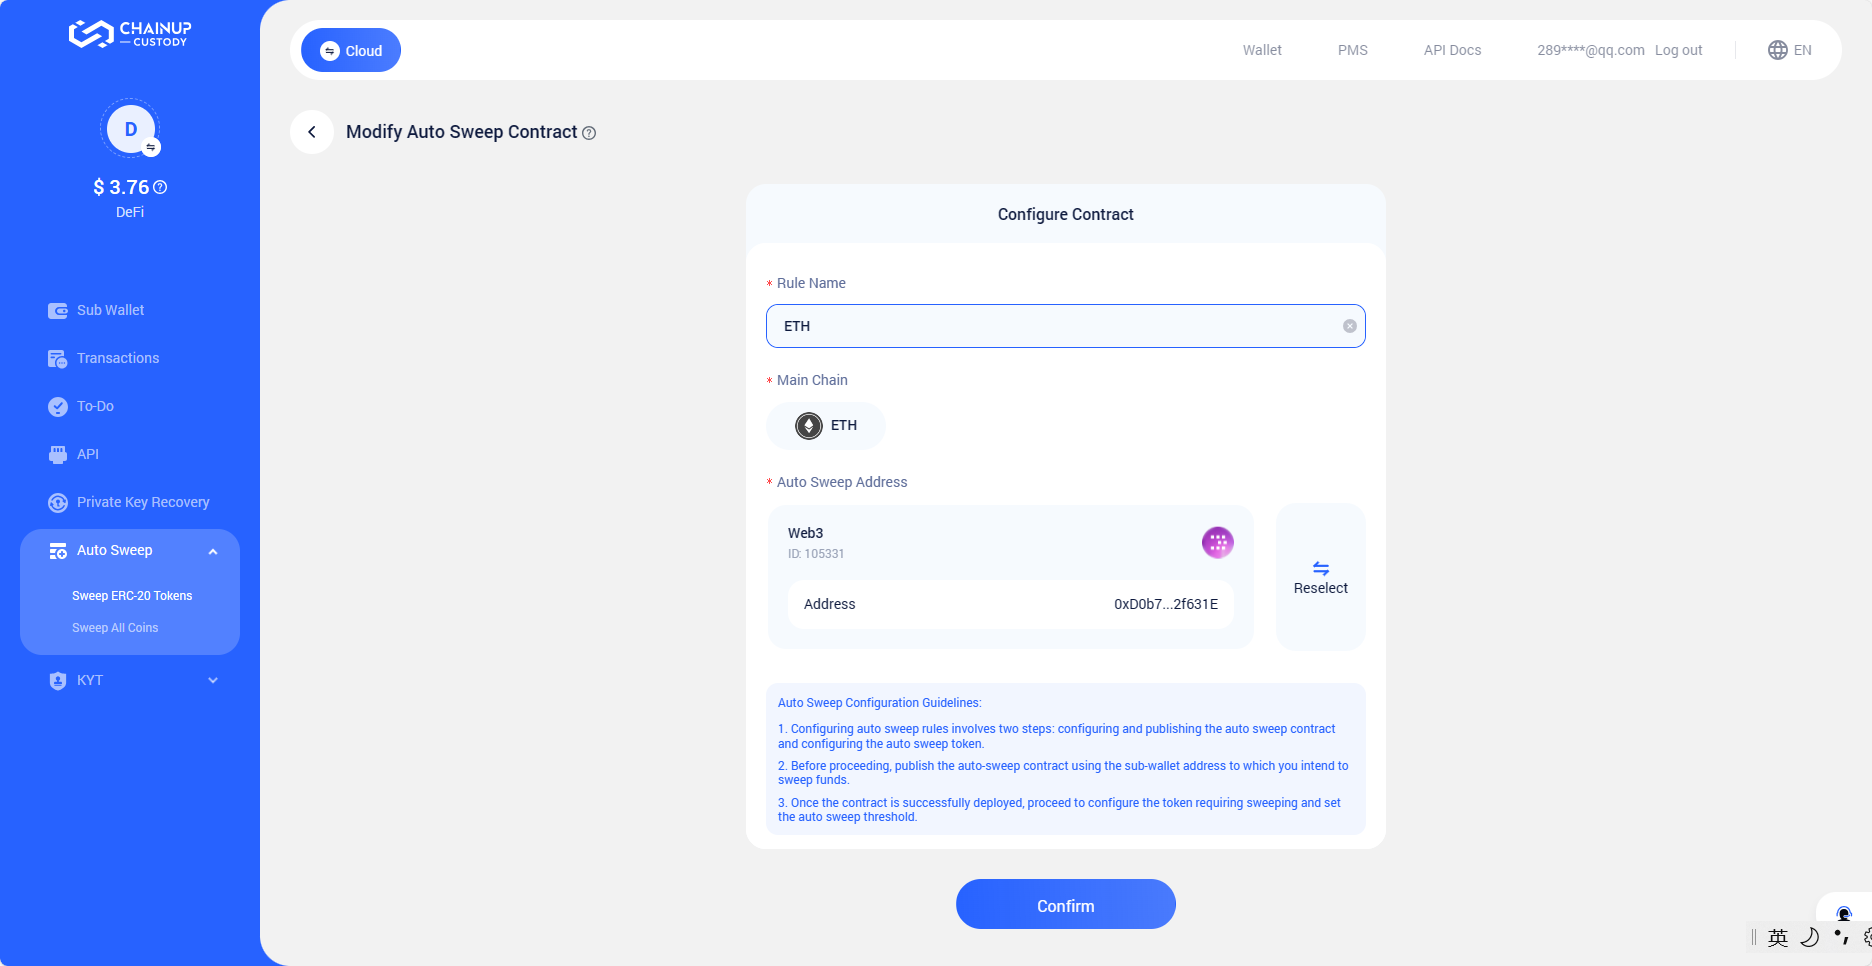 CHAINUP
CUSTODY
Cloud
Wallet
PMS
API Docs
289****@qq.com
Log out
EN
D
$ 3.76
DeFi
Sub Wallet
Transactions
To-Do
API
Private Key Recovery
Auto Sweep
Sweep ERC-20 Tokens
Sweep All Coins
KYT
Modify Auto Sweep Contract
Configure Contract
* Rule Name
ETH
* Main Chain
ETH
* Auto Sweep Address
Web3
ID: 105331
Address
0xD0b7...2f631E
Reselect
Auto Sweep Configuration Guidelines:
1. Configuring auto sweep rules involves two steps: configuring and publishing the auto sweep contract
and configuring the auto sweep token.
2. Before proceeding, publish the auto-sweep contract using the sub-wallet address to which you intend to
sweep funds.
3. Once the contract is successfully deployed, proceed to configure the token requiring sweeping and set
the auto sweep threshold.
Confirm
英